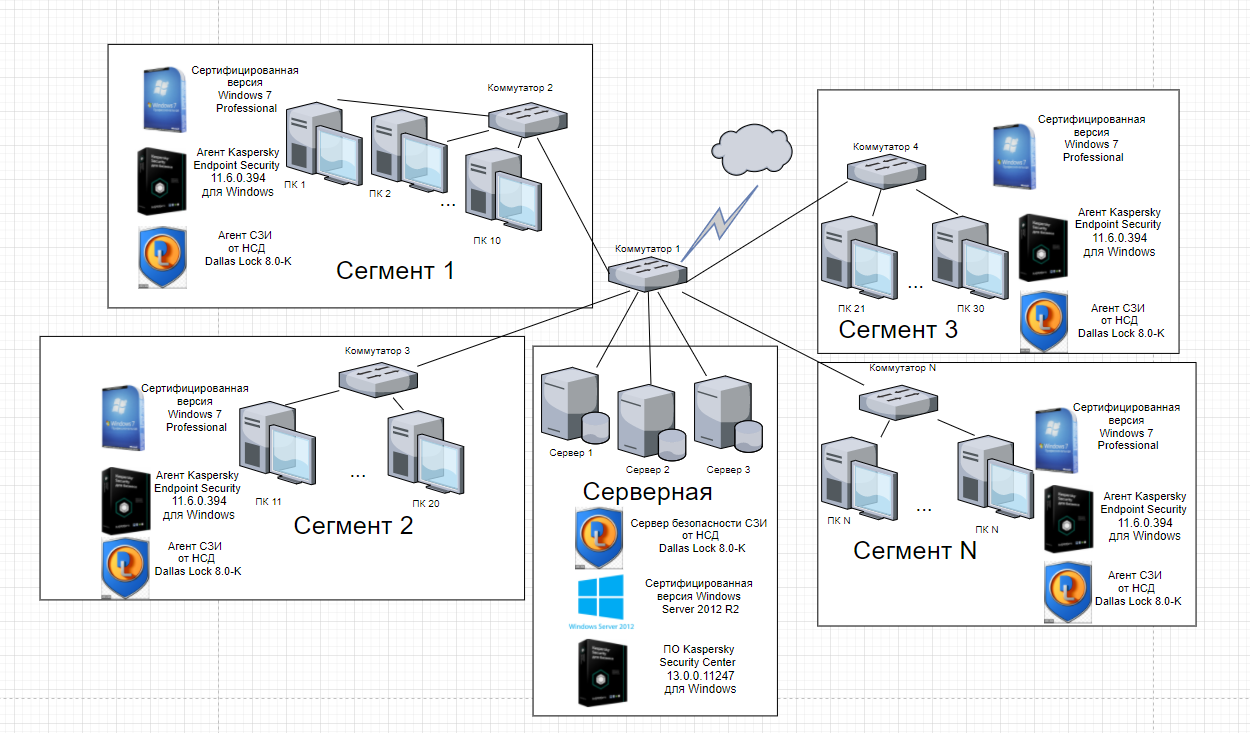 Сертифицированная
версия
Windows 7
Professional
Агент Kaspersky
Endpoint Security
11.6.0.394
для Windows
Агент СЗИ
от НСД
Dallas Lock 8.0-K
ПК 1
ПК 2
...
ПК 10
Коммутатор 2
Сегмент 1
Коммутатор 1
Коммутатор 4
Сертифицированная
версия
Windows 7
Professional
Агент Kaspersky
Endpoint Security
11.6.0.394
для Windows
Агент СЗИ
от НСД
Dallas Lock 8.0-K
ПК 21
...
ПК 30
Сегмент 3
Коммутатор 3
Сертифицированная
версия
Windows 7
Professional
Агент Kaspersky
Endpoint Security
11.6.0.394
для Windows
Агент СЗИ
от НСД
Dallas Lock 8.0-K
ПК 11
...
ПК 20
Сегмент 2
Сервер 1
Сервер 2
Сервер 3
Серверная
Сервер безопасности СЗИ
от НСД
Dallas Lock 8.0-K
Сертифицированная
версия Windows
Server 2012 R2
Windows Server 2012
ПО Kaspersky
Security Center
13.0.0.11247
для Windows
Коммутатор N
Сертифицированная
версия
Windows 7
Professional
Агент Kaspersky
Endpoint Security
11.6.0.394
для Windows
Агент СЗИ
от НСД
Dallas Lock 8.0-K
ПК N
...
ПК N
Сегмент N